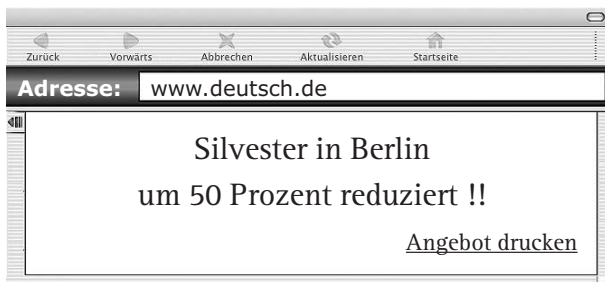 Zurück Vorwärts Abbrechen Aktualisieren Startseite
Adresse: www.deutsch.de
Silvester in Berlin
um 50 Prozent reduziert !!
Angebot drucken